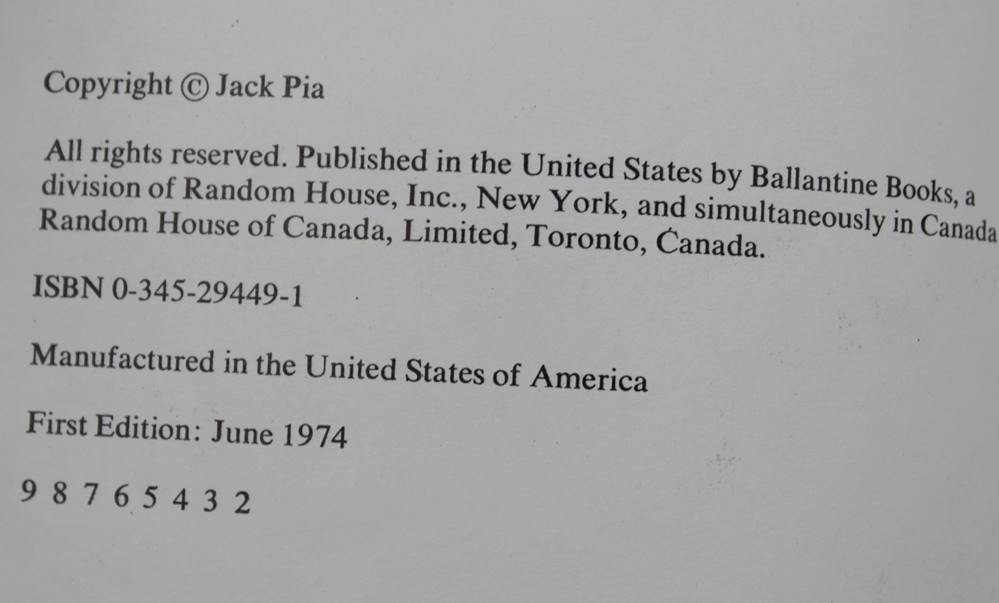 Copyright © Jack Pia
All rights reserved. Published in the United States by Ballantine Books, a
division of Random House, Inc., New York, and simultaneously in Canada
Random House of Canada, Limited, Toronto, Canada.
ISBN 0-345-29449-1
Manufactured in the United States of America
First Edition: June 1974
9 8 7 6 5 4 3 2